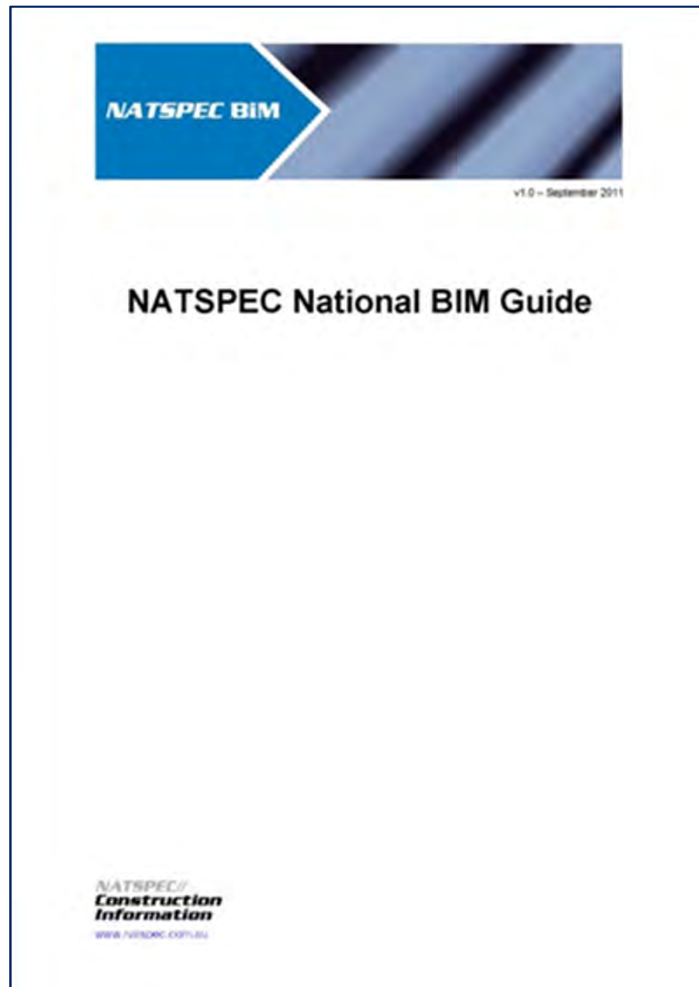 NATSPEC BIM
v1.0 – September 2011
NATSPEC National BIM Guide
NATSPEC//
Construction
Information
www.natspec.com.au